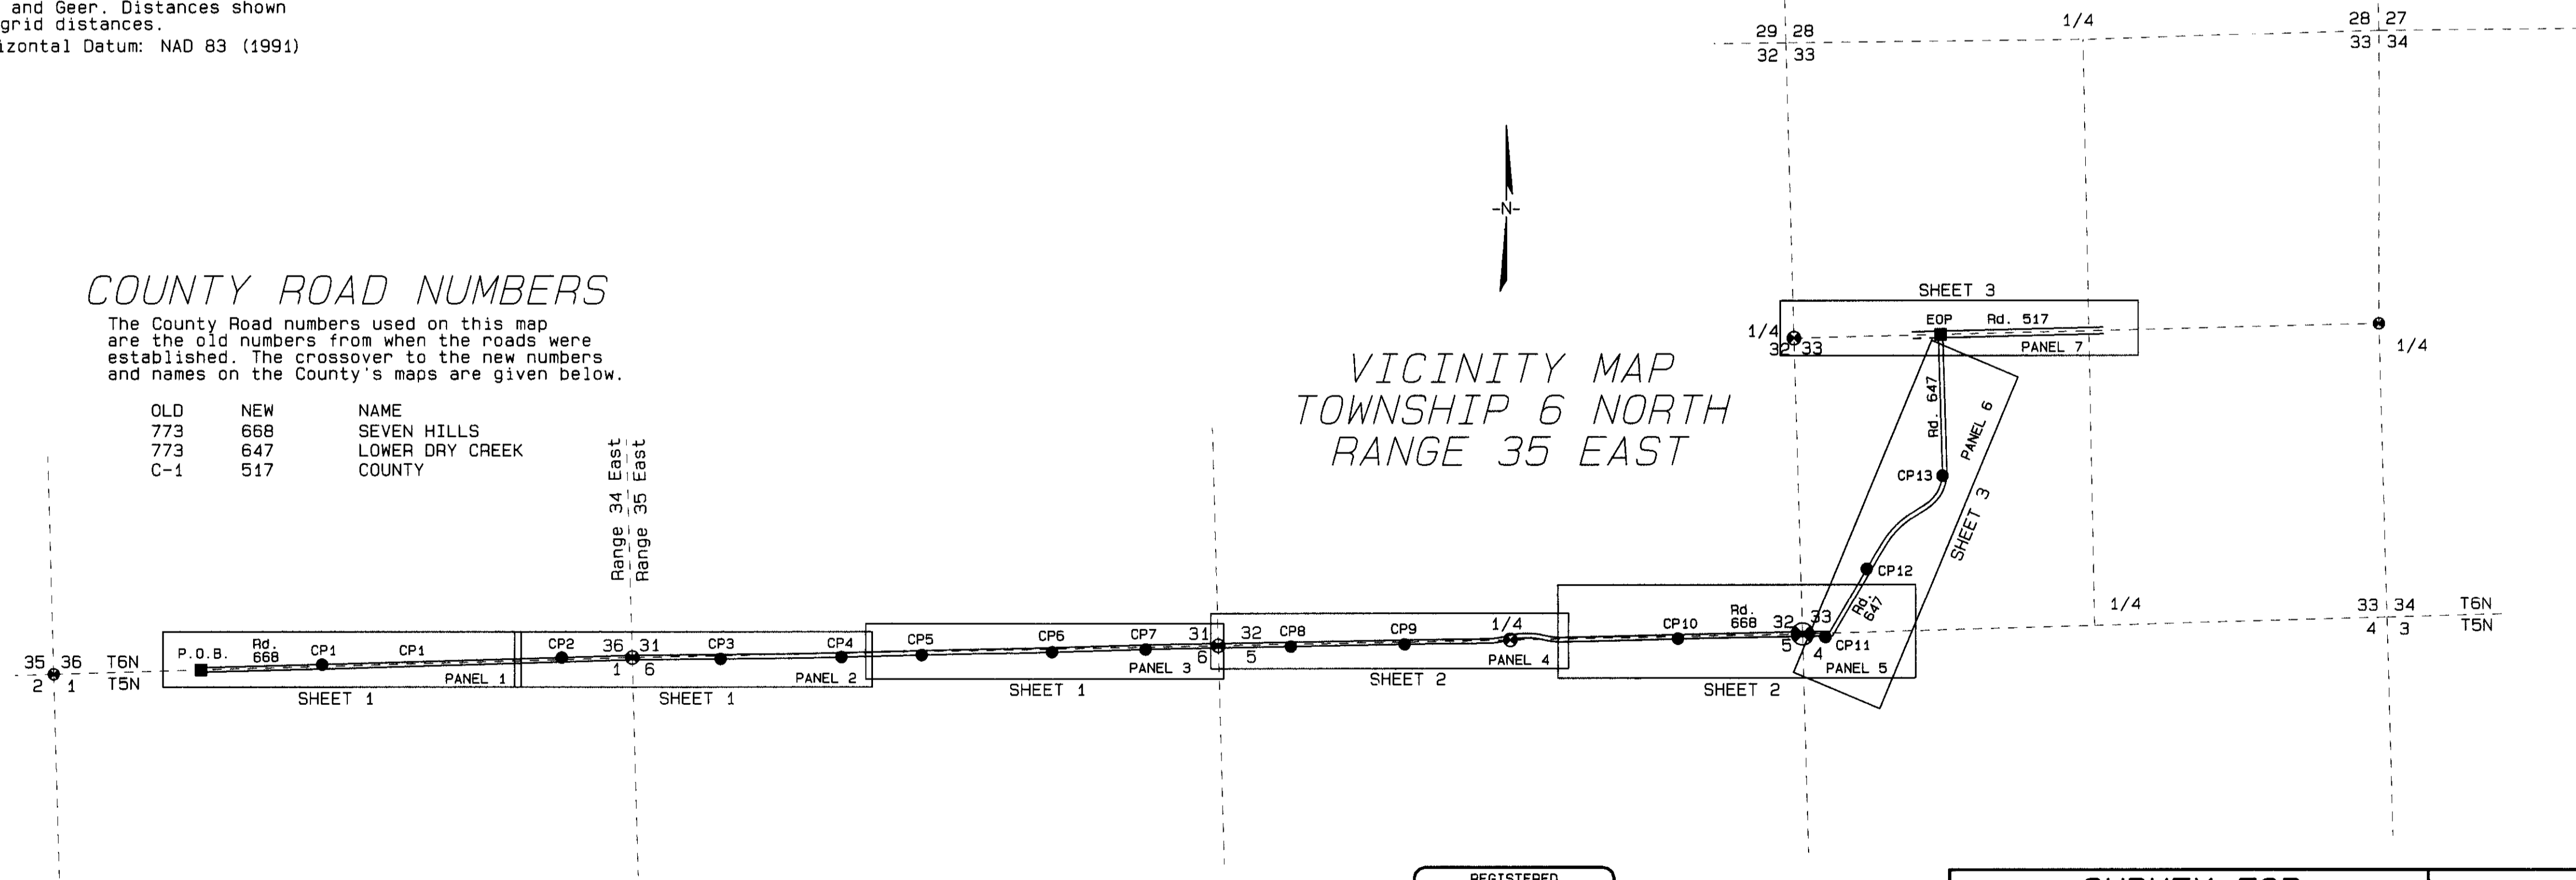 and Geer. Distances shown
grid distances.
izontal Datum: NAD 83 (1991)
29 28
32 33
1/4
28 27
33 34
-N-
COUNTY ROAD NUMBERS
The County Road numbers used on this map
are the old numbers from when the roads were
established. The crossover to the new numbers
and names on the County's maps are given below.
OLD NEW NAME
773 668 SEVEN HILLS
773 647 LOWER DRY CREEK
C-1 517 COUNTY
VICINITY MAP
TOWNSHIP 6 NORTH
RANGE 35 EAST
SHEET 3
EOP Rd. 517
1/4
32 33
PANEL 7
1/4
Rd. 647
PANEL 6
CP13
SHEET 3
CP12
Rd.
647
Range 34 East
Range 35 East
35 36 T6N
2 1 T5N
P.O.B.
Rd.
668
CP1
CP1
PANEL 1
SHEET 1
CP2
36 31
1 6
CP3
CP4
PANEL 2
SHEET 1
CP5
CP6
CP7
PANEL 3
SHEET 1
31 32
6 5
CP8
CP9
1/4
PANEL 4
SHEET 2
CP10
Rd.
668
32 33
5 4
CP11
PANEL 5
SHEET 2
1/4
33 34 T6N
4 3 T5N
REGISTERED
SURVEY FOR